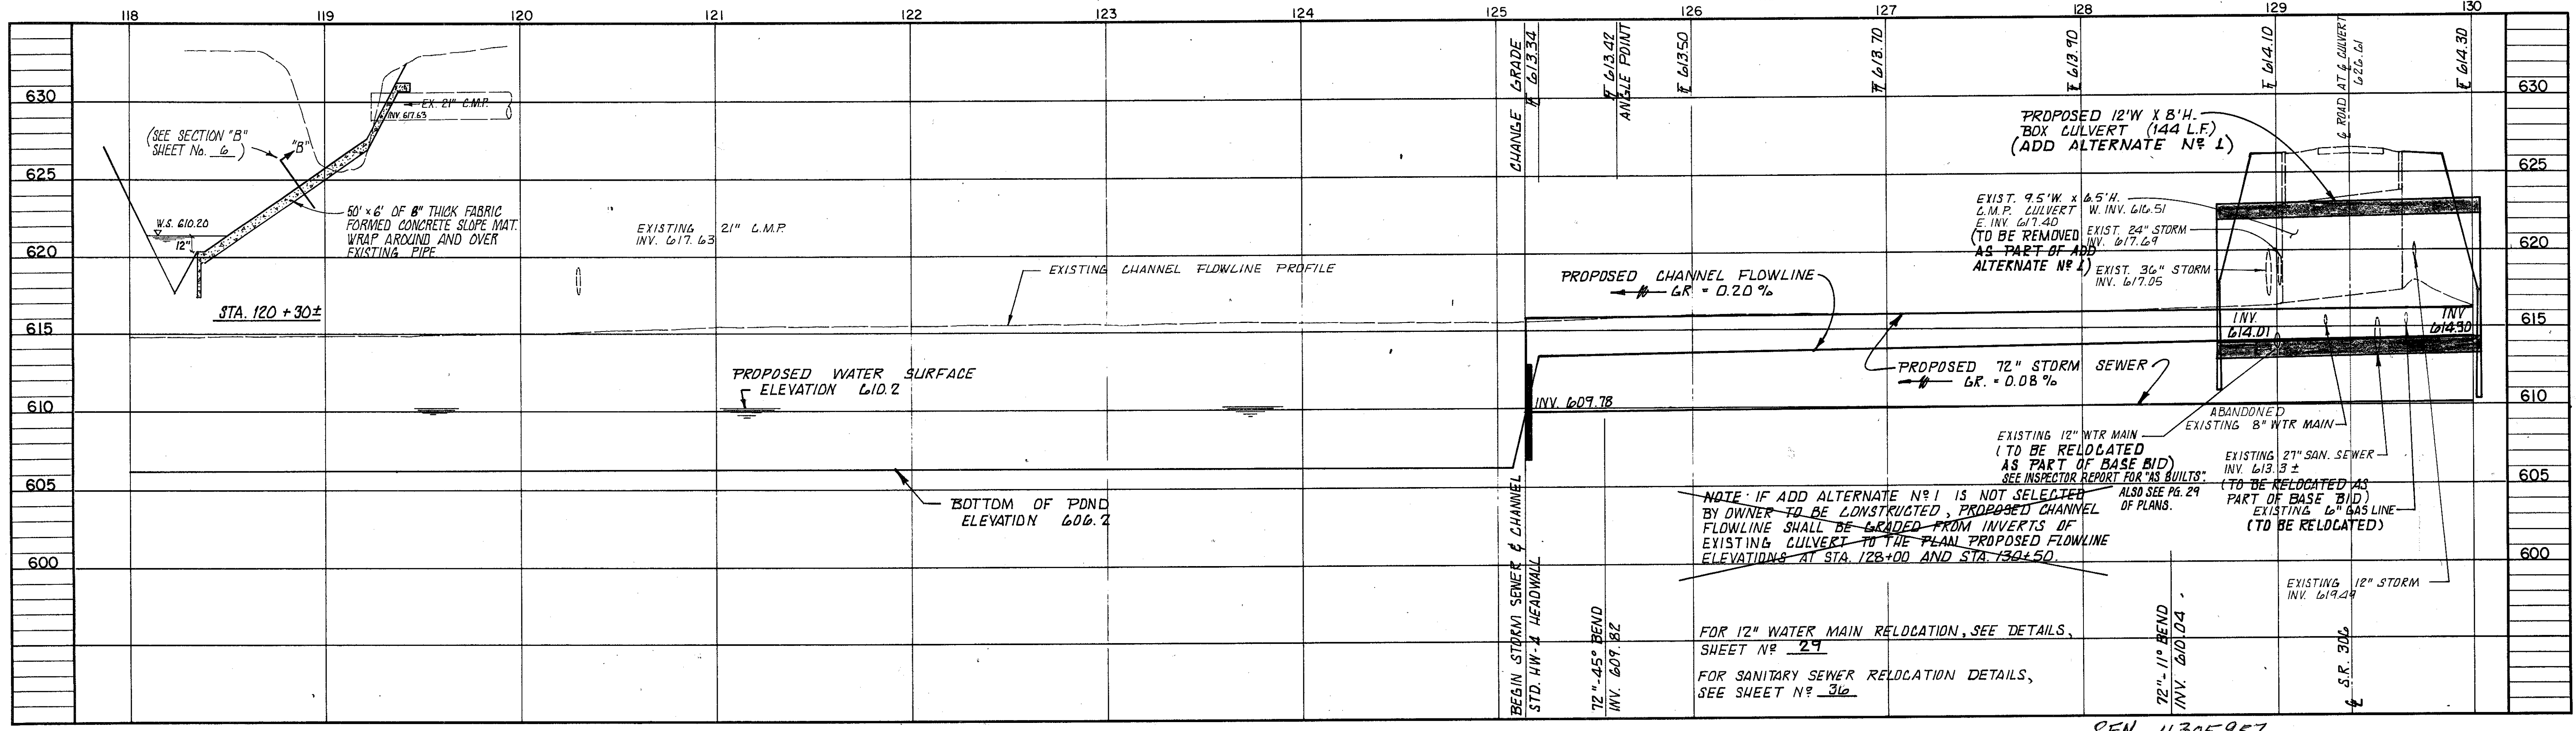 118 119 120 121 122 123 124 125 126 127 128 129 130
630
625
620
615
610
605
600
(SEE SECTION "B"
SHEET No. 6 )
"B"
EX. 21" C.M.P.
INV. 617.63
W.S. 610.20
12"
50' x 6' OF 8" THICK FABRIC
FORMED CONCRETE SLOPE MAT.
WRAP AROUND AND OVER
EXISTING PIPE.
STA. 120 + 30±
EXISTING 21" C.M.P.
INV. 617.63
EXISTING CHANNEL FLOWLINE PROFILE
PROPOSED WATER SURFACE
ELEVATION 610.2
BOTTOM OF POND
ELEVATION 606.2
CHANGE GRADE
613.34
613.42
ANGLE POINT
613.50
613.70
613.90
614.10
℄ ROAD AT ℄ CULVERT
626.61
614.30
PROPOSED CHANNEL FLOWLINE
GR = 0.20 %
PROPOSED 72" STORM SEWER
GR. = 0.08 %
INV. 609.78
BEGIN STORM SEWER & CHANNEL
STD. HW-4 HEADWALL
72"-45° BEND
INV. 609.82
PROPOSED 12'W X 8'H.
BOX CULVERT (144 L.F.)
(ADD ALTERNATE Nº 1)
EXIST. 9.5'W. x 6.5'H.
C.M.P. CULVERT W. INV. 616.51
E. INV. 617.40
(TO BE REMOVED
AS PART OF ADD
ALTERNATE Nº 1)
EXIST. 24" STORM
INV. 617.69
EXIST. 36" STORM
INV. 617.05
INV.
614.01
INV
614.30
ABANDONED
EXISTING 8" WTR MAIN
EXISTING 12" WTR MAIN
(TO BE RELOCATED
AS PART OF BASE BID)
SEE INSPECTOR REPORT FOR "AS BUILTS".
ALSO SEE PG. 29
OF PLANS.
EXISTING 27" SAN. SEWER
INV. 613.3 ±
(TO BE RELOCATED AS
PART OF BASE BID)
EXISTING 6" GAS LINE
(TO BE RELOCATED)
EXISTING 12" STORM
INV. 619.49
NOTE: IF ADD ALTERNATE Nº 1 IS NOT SELECTED
BY OWNER TO BE CONSTRUCTED, PROPOSED CHANNEL
FLOWLINE SHALL BE GRADED FROM INVERTS OF
EXISTING CULVERT TO THE PLAN PROPOSED FLOWLINE
ELEVATIONS AT STA. 128+00 AND STA. 130+50.
FOR 12" WATER MAIN RELOCATION, SEE DETAILS,
SHEET Nº 29
FOR SANITARY SEWER RELOCATION DETAILS,
SEE SHEET Nº 36
72"-11° BEND
INV. 610.04
℄ S.R. 306
630
625
620
615
610
605
600